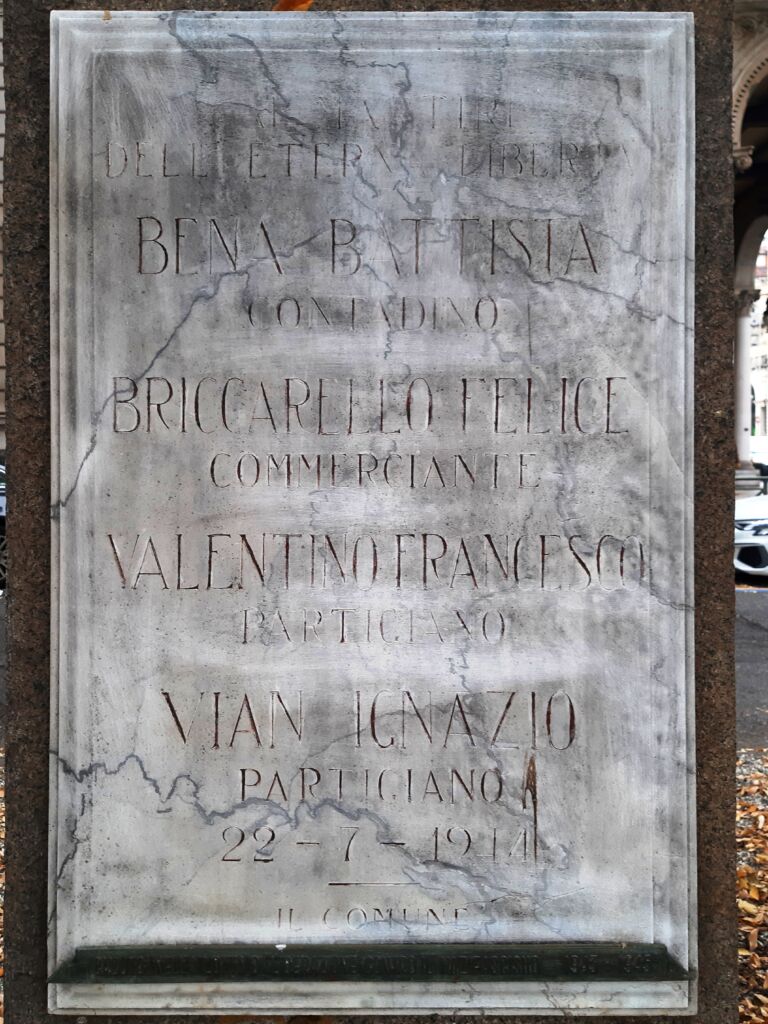 AI MARTIRI
DELL'ETERNA LIBERTA
BENA BATTISTA
CONTADINO
BRICCARELLO FELICE
COMMERCIANTE
VALENTINO FRANCESCO
PARTIGIANO
VIAN IGNAZIO
PARTIGIANO
22-7-1944
IL COMUNE